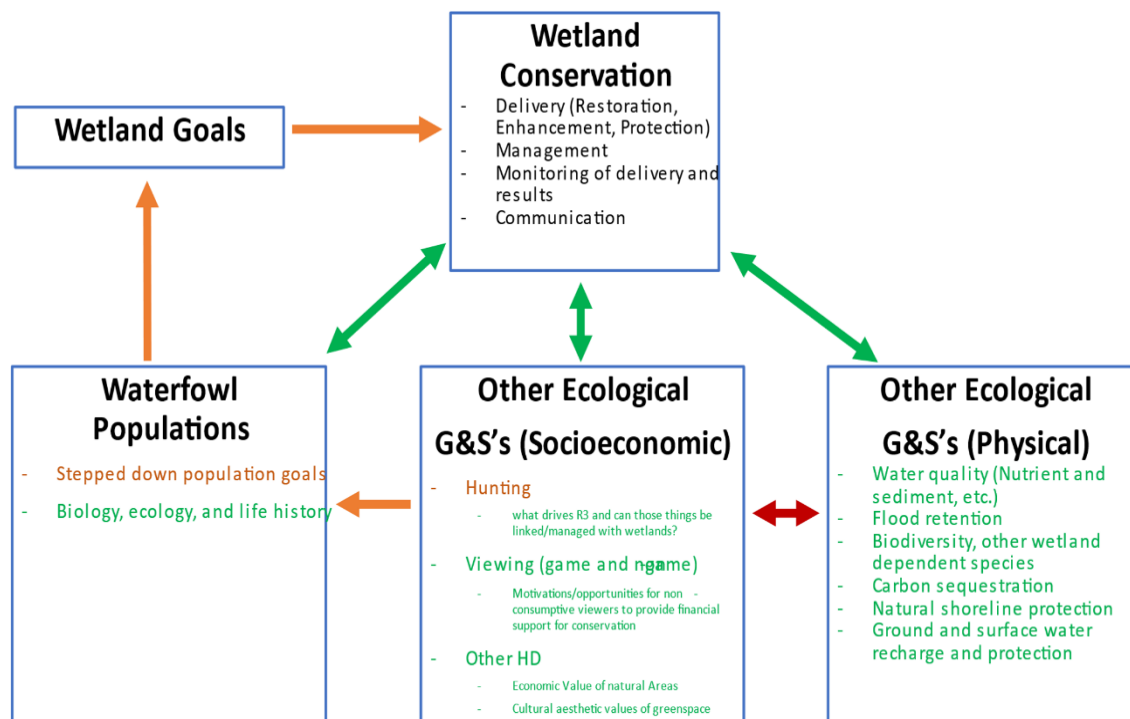 Wetland
Conservation
- Delivery (Restoration,
Enhancement, Protection)
- Management
- Monitoring of delivery and
results
- Communication
Wetland Goals
Waterfowl
Populations
- Stepped down population goals
- Biology, ecology, and life history
Other Ecological
G&S's (Socioeconomic)
- Hunting
- what drives R3 and can those things be
linked/managed with wetlands?
- Viewing (game and non-game)
- Motivations/opportunities for non -
consumptive viewers to provide financial
support for conservation
- Other HD
- Economic Value of natural Areas
- Cultural aesthetic values of greenspace
Other Ecological
G&S's (Physical)
- Water quality (Nutrient and
sediment, etc.)
- Flood retention
- Biodiversity, other wetland
dependent species
- Carbon sequestration
- Natural shoreline protection
- Ground and surface water
recharge and protection